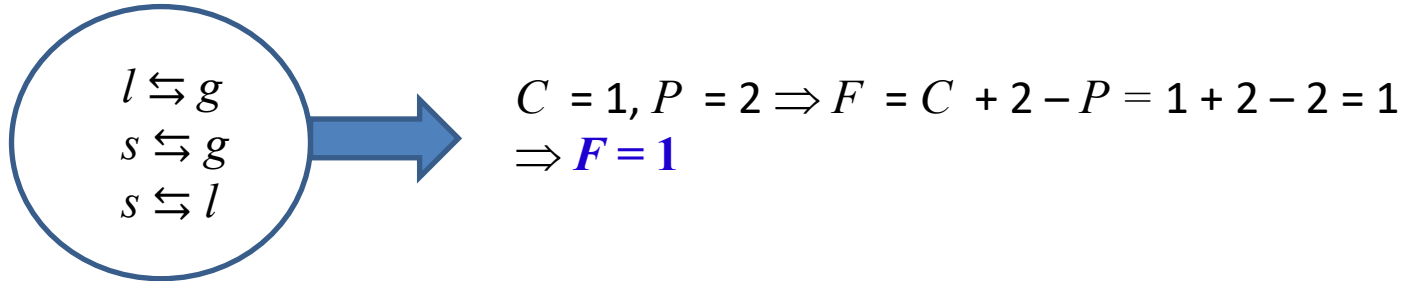 l ⇆ g
s ⇆ g
s ⇆ l
C = 1, P = 2 ⇒ F = C + 2 – P = 1 + 2 – 2 = 1
⇒ F = 1